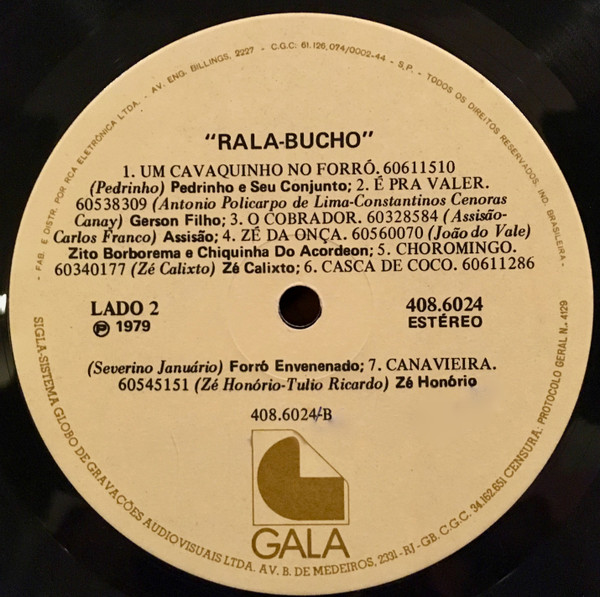 - FAB. E DISTR. POR RCA ELETRÔNICA LTDA. - AV. ENG. BILLINGS, 2227 - C.G.C: 61.126.074/0002-44 - S.P. - TODOS OS DIREITOS RESERVADOS. IND. BRASILEIRA -
"RALA-BUCHO"
1. UM CAVAQUINHO NO FORRÓ. 60611510
(Pedrinho) Pedrinho e Seu Conjunto; 2. É PRA VALER.
60538309 (Antonio Policarpo de Lima-Constantinos Cenoras
Canay) Gerson Filho; 3. O COBRADOR. 60328584 (Assisão-
Carlos Franco) Assisão; 4. ZÉ DA ONÇA. 60560070 (João do Vale)
Zito Borborema e Chiquinha Do Acordeon; 5. CHOROMINGO.
60340177 (Zé Calixto) Zé Calixto; 6. CASCA DE COCO. 60611286
LADO 2
408.6024
Ⓟ 1979
ESTÉREO
(Severino Januário) Forró Envenenado; 7. CANAVIEIRA.
60545151 (Zé Honório-Tulio Ricardo) Zé Honório
408.6024/B
GALA
SIGLA-SISTEMA GLOBO DE GRAVAÇÕES AUDIOVISUAIS LTDA. AV. B. DE MEDEIROS, 2331-RJ-GB. C.G.C. 34.162.651 CENSURA: PROTOCOLO GERAL N.. 4129